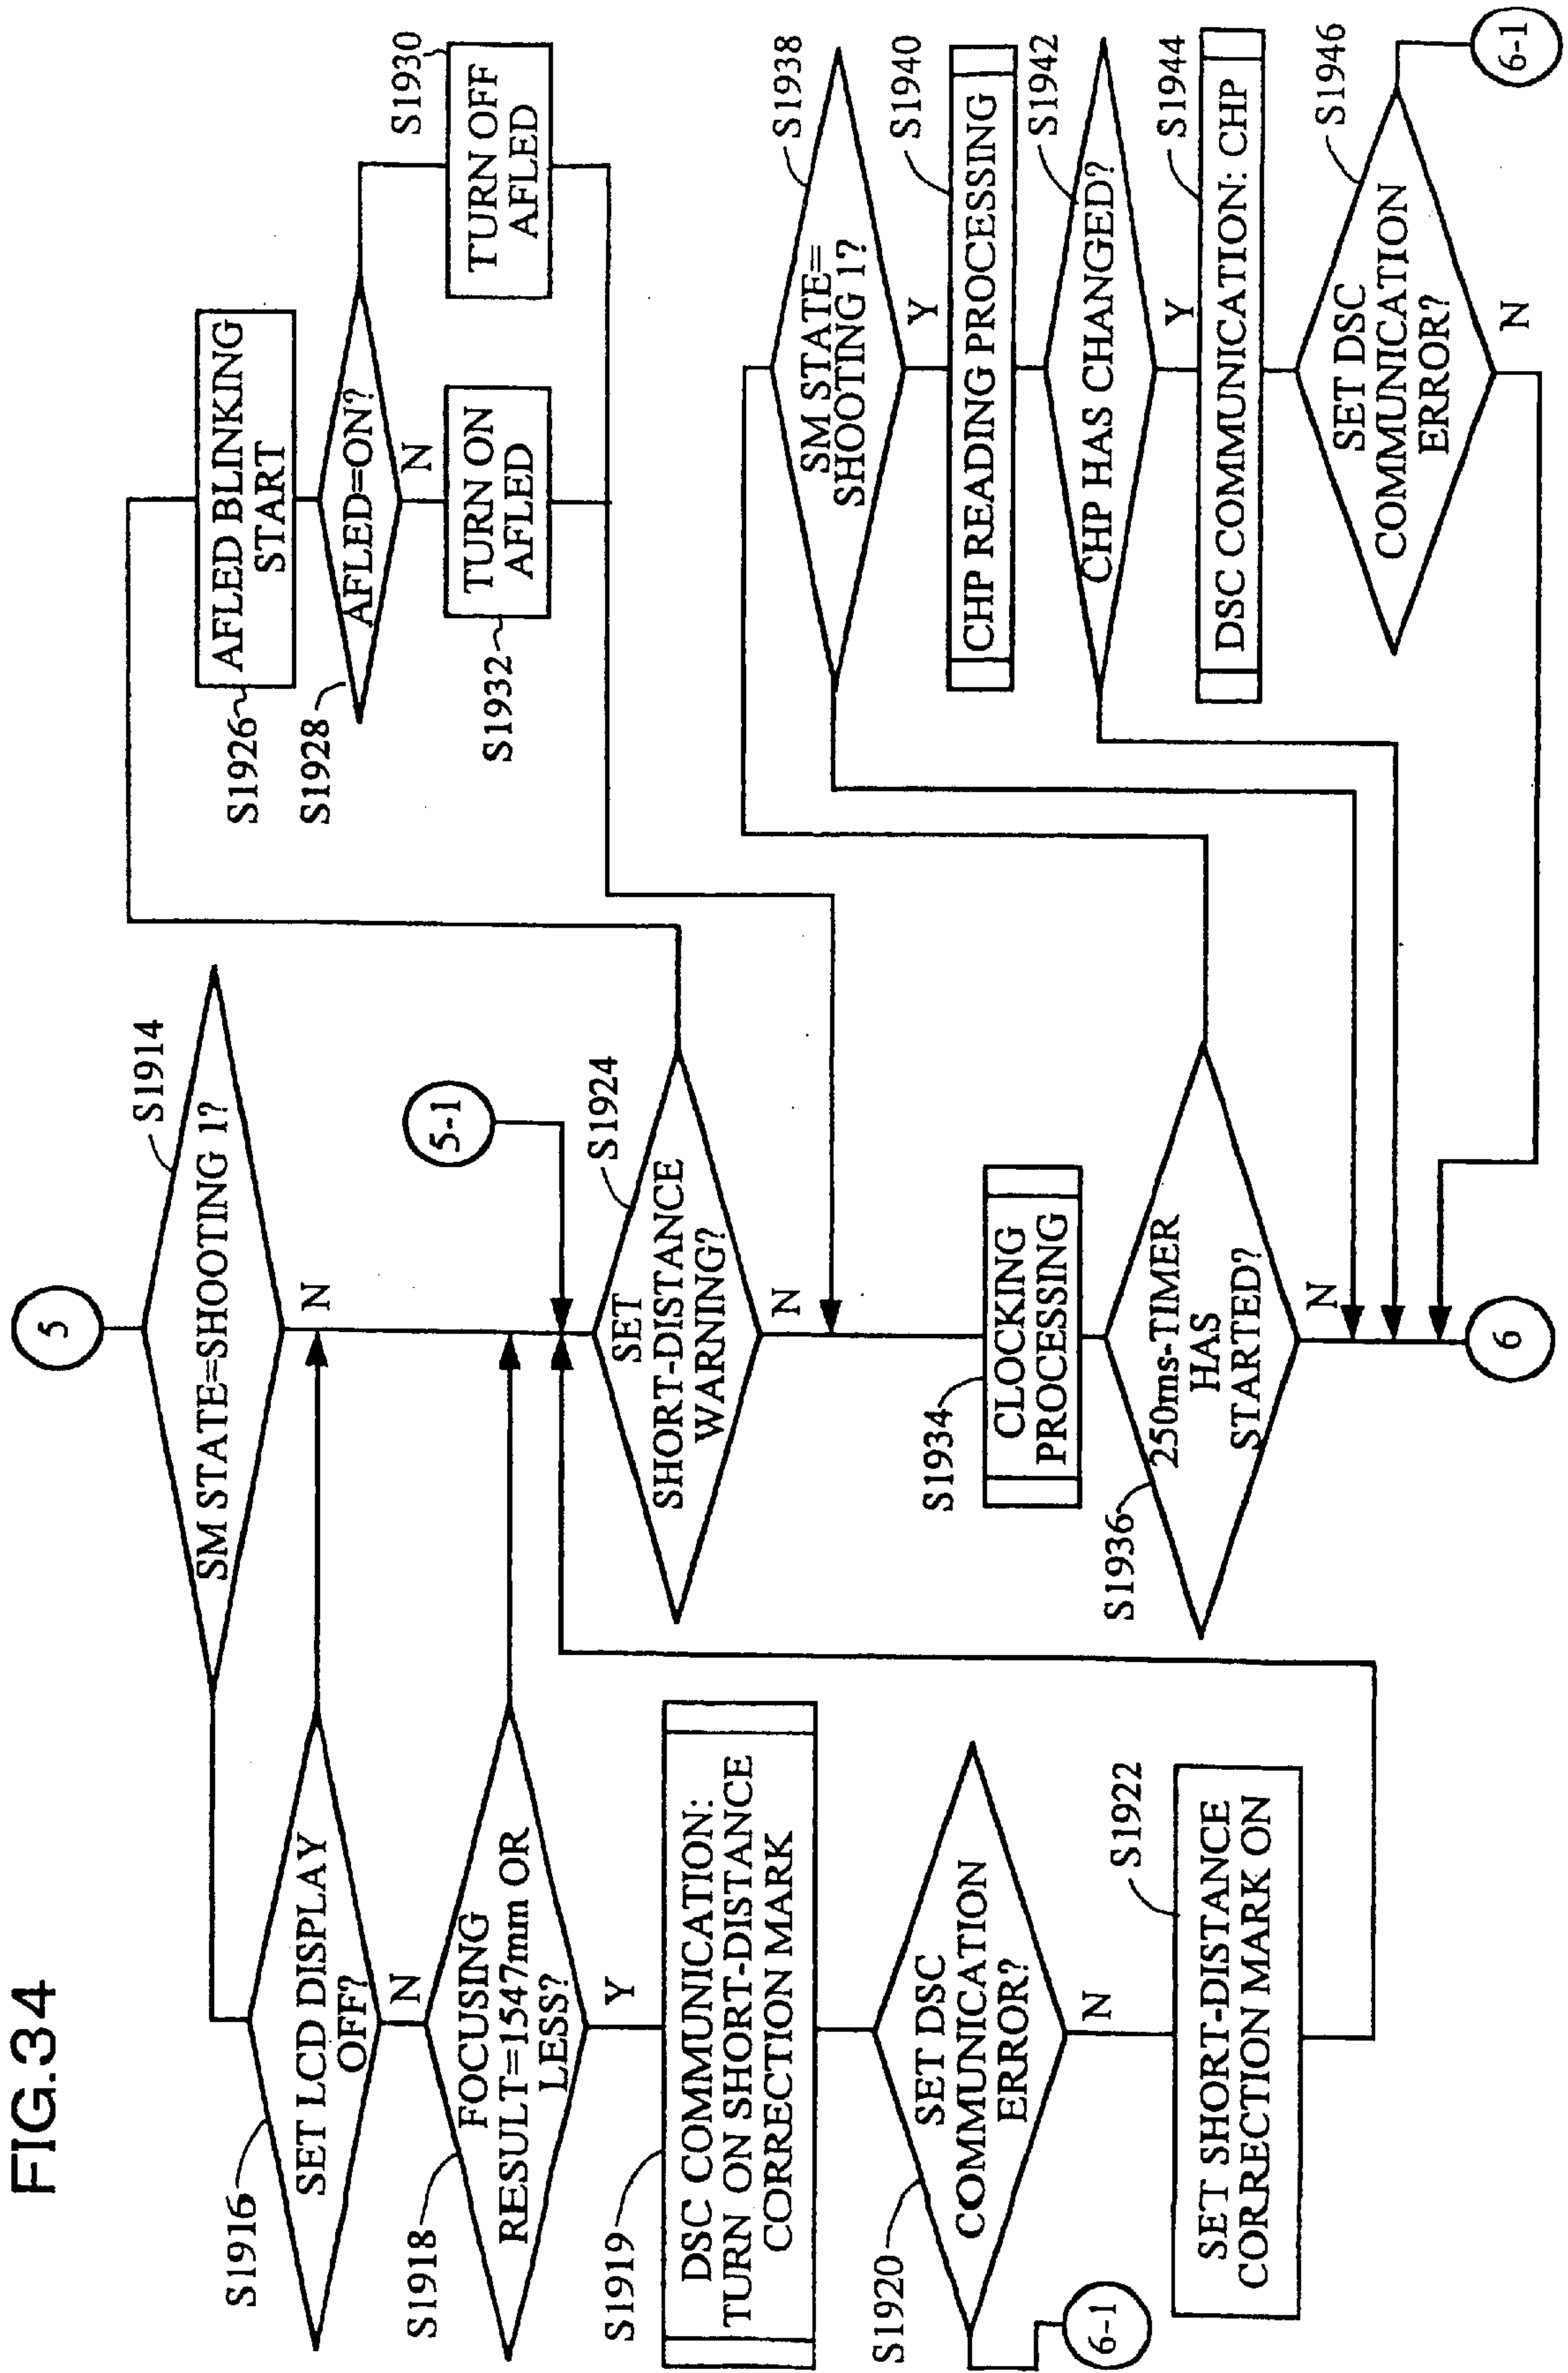 FIG.34
5
S1914
SM STATE=SHOOTING 1?
N
S1916
SET LCD DISPLAY
OFF?
N
S1918
FOCUSING
RESULT=1547mm OR
LESS?
Y
S1919
DSC COMMUNICATION:
TURN ON SHORT-DISTANCE
CORRECTION MARK
S1920
SET DSC
COMMUNICATION
ERROR?
N
6-1
S1922
SET SHORT-DISTANCE
CORRECTION MARK ON
5-1
S1924
SET
SHORT-DISTANCE
WARNING?
N
S1926
AFLED BLINKING
START
S1928
AFLED=ON?
N
S1930
TURN OFF
AFLED
S1932
TURN ON
AFLED
S1934
CLOCKING
PROCESSING
S1936
250ms-TIMER
HAS
STARTED?
N
6
S1938
SM STATE=
SHOOTING 1?
Y
S1940
CHP READING PROCESSING
S1942
CHP HAS CHANGED?
Y
S1944
DSC COMMUNICATION: CHP
S1946
SET DSC
COMMUNICATION
ERROR?
N
6-1